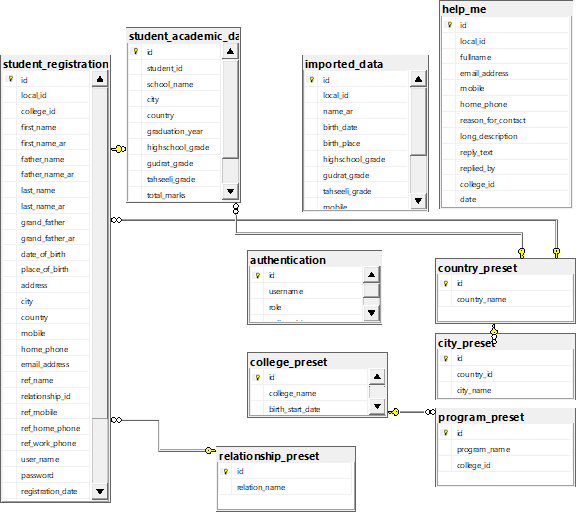 student_registration
id
local_id
college_id
first_name
first_name_ar
father_name
father_name_ar
last_name
last_name_ar
grand_father
grand_father_ar
date_of_birth
place_of_birth
address
city
country
mobile
home_phone
email_address
ref_name
relationship_id
ref_mobile
ref_home_phone
ref_work_phone
user_name
password
registration_date
student_academic_da
id
student_id
school_name
city
country
graduation_year
highschool_grade
gudrat_grade
tahseeli_grade
total_marks
imported_data
id
local_id
name_ar
birth_date
birth_place
highschool_grade
gudrat_grade
tahseeli_grade
mobile
help_me
id
local_id
fullname
email_address
mobile
home_phone
reason_for_contact
long_description
reply_text
replied_by
college_id
date
authentication
id
username
role
country_preset
id
country_name
city_preset
id
country_id
city_name
college_preset
id
college_name
birth_start_date
program_preset
id
program_name
college_id
relationship_preset
id
relation_name